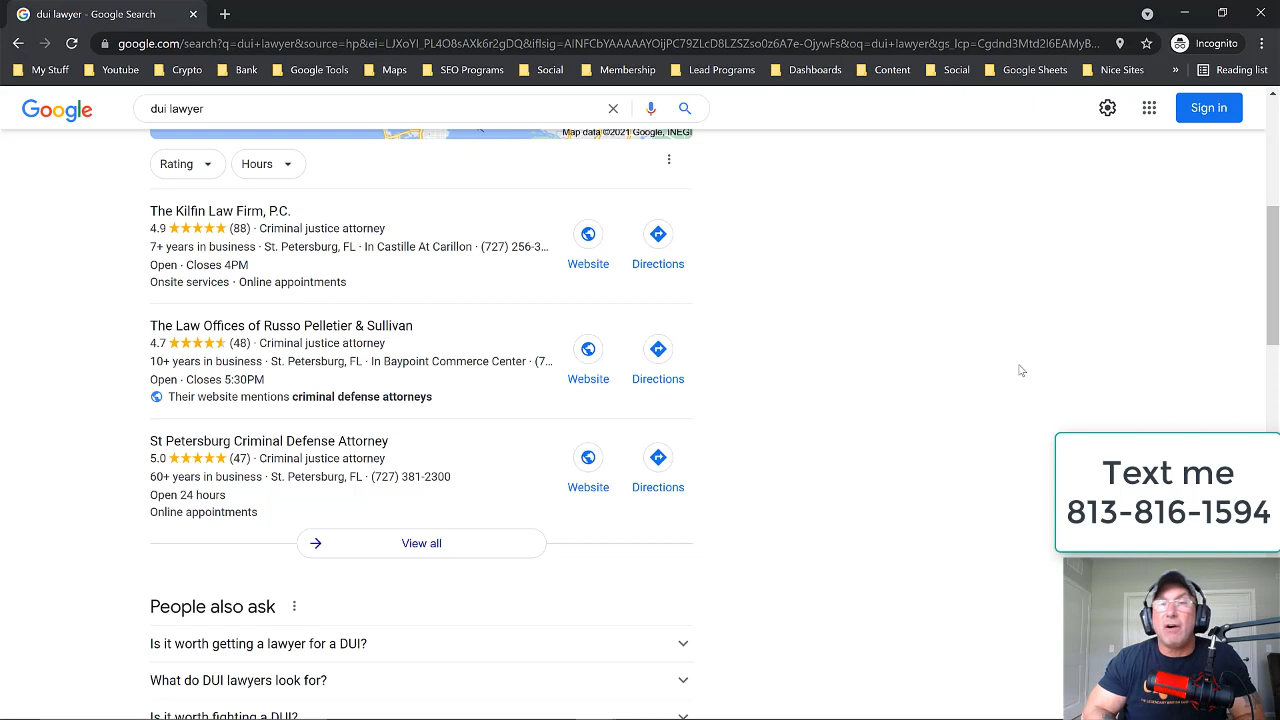 dui lawyer - Google Search
google.com/search?q=dui+lawyer&source=hp&ei=LJXoYI_PL4O8sAXk6r2gDQ&iflsig=AINFCbYAAAAAYOijPC79ZLcD8LZSZso0z6A7e-OjywFs&oq=dui+lawyer&gs_lcp=Cgdnd3Mtd2l6EAMyB...
Incognito
My Stuff
Youtube
Crypto
Bank
Google Tools
Maps
SEO Programs
Social
Membership
Lead Programs
Dashboards
Content
Social
Google Sheets
Nice Sites
»
Reading list
Google
dui lawyer
Sign in
Map data ©2021 Google, INEGI
Rating
Hours
The Kilfin Law Firm, P.C.
4.9 (88) · Criminal justice attorney
7+ years in business · St. Petersburg, FL · In Castille At Carillon · (727) 256-3...
Open · Closes 4PM
Onsite services · Online appointments
Website
Directions
The Law Offices of Russo Pelletier & Sullivan
4.7 (48) · Criminal justice attorney
10+ years in business · St. Petersburg, FL · In Baypoint Commerce Center · (7...
Open · Closes 5:30PM
Their website mentions criminal defense attorneys
Website
Directions
St Petersburg Criminal Defense Attorney
5.0 (47) · Criminal justice attorney
60+ years in business · St. Petersburg, FL · (727) 381-2300
Open 24 hours
Online appointments
Website
Directions
View all
Text me
813-816-1594
People also ask
Is it worth getting a lawyer for a DUI?
What do DUI lawyers look for?
Is it worth fighting a DUI?